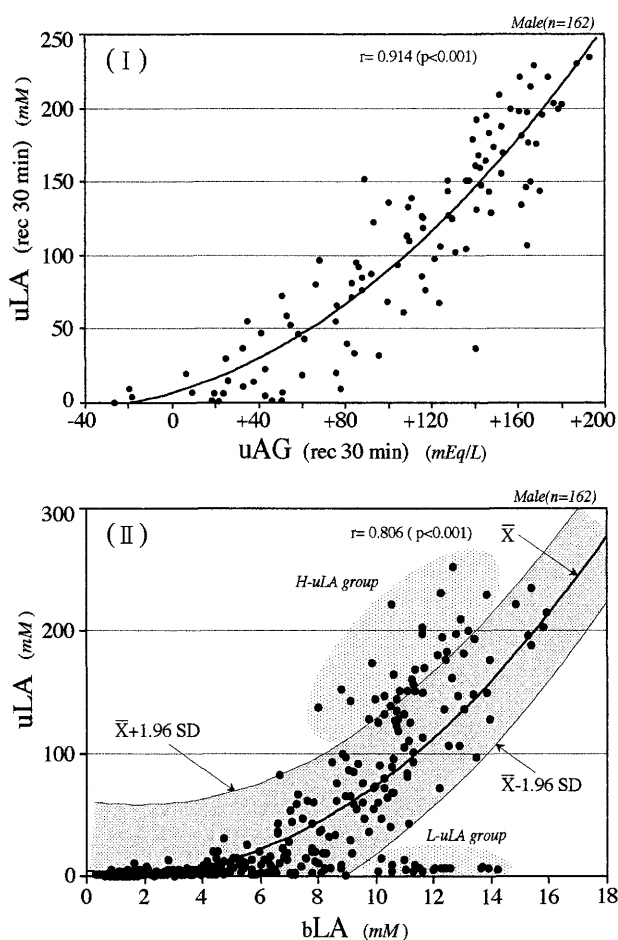 Male(n=162)
( I )
r= 0.914 (p<0.001)
uLA (rec 30 min) (mM)
250
200
150
100
50
0
-40 0 +40 +80 +120 +160 +200
uAG (rec 30 min) (mEq/L)
Male(n=162)
( II )
r= 0.806 ( p<0.001)
X̅
H-uLA group
uLA (mM)
300
200
100
0
X̅+1.96 SD
X̅-1.96 SD
L-uLA group
0 2 4 6 8 10 12 14 16 18
bLA (mM)